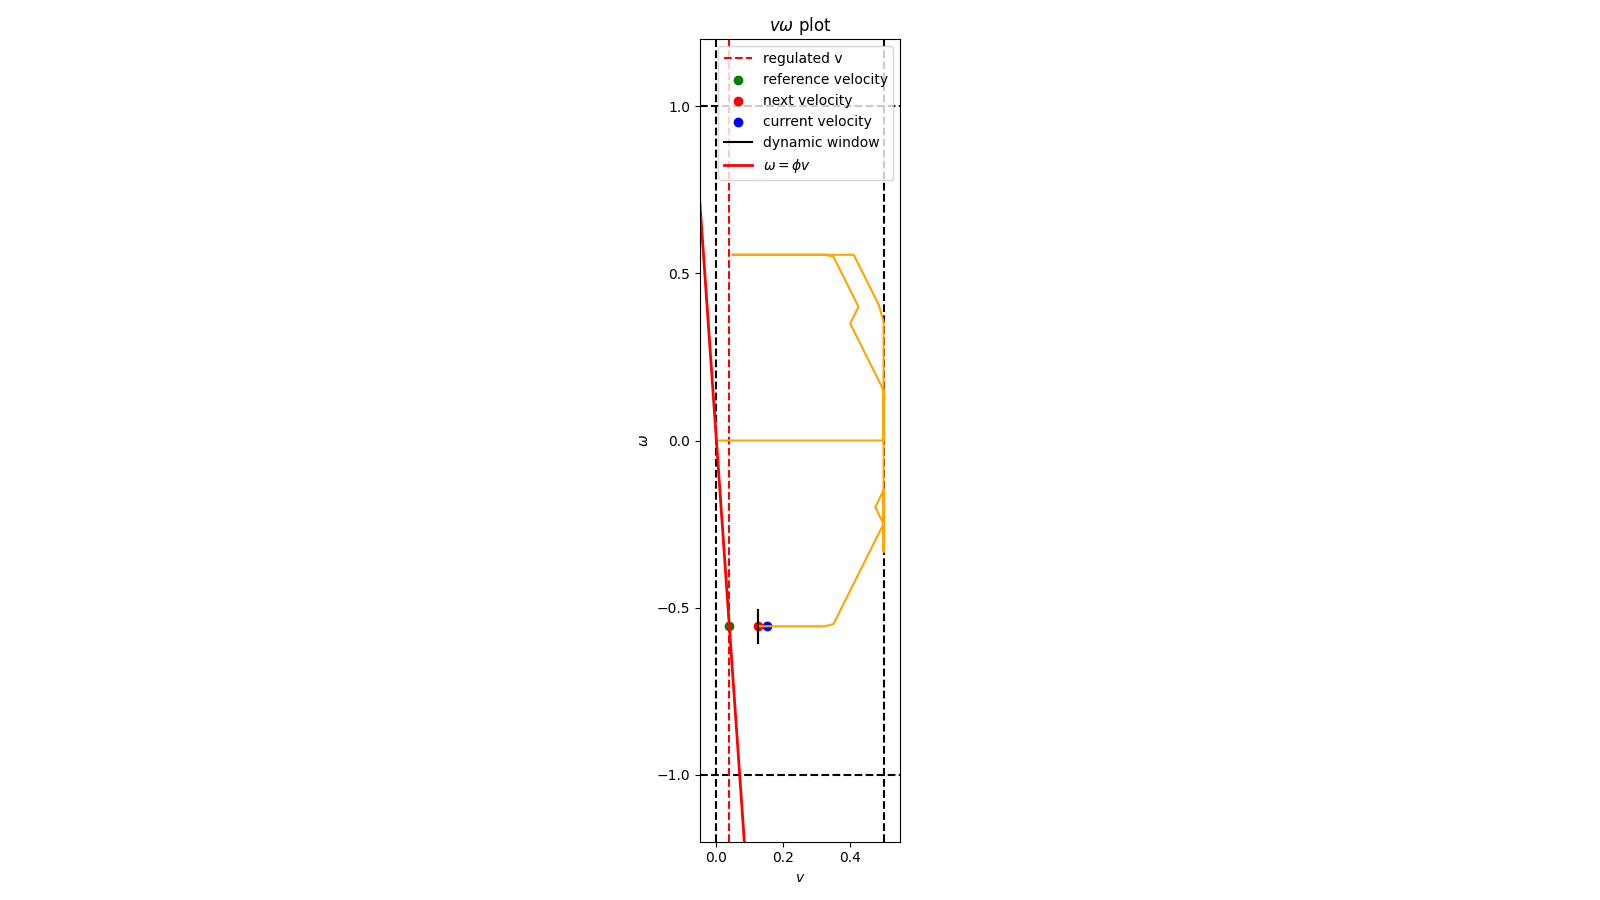 vω plot
regulated v
reference velocity
next velocity
current velocity
dynamic window
ω = ϕv
1.0
0.5
0.0
−0.5
−1.0
ω
0.0 0.2 0.4
v